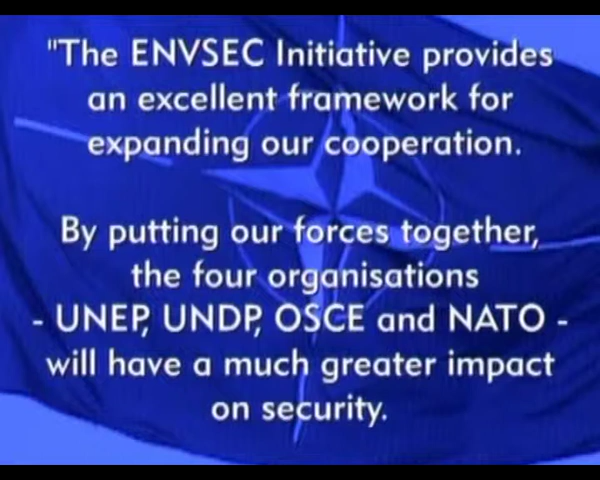 "The ENVSEC Initiative provides
an excellent framework for
expanding our cooperation.
By putting our forces together,
the four organisations
- UNEP, UNDP, OSCE and NATO -
will have a much greater impact
on security.